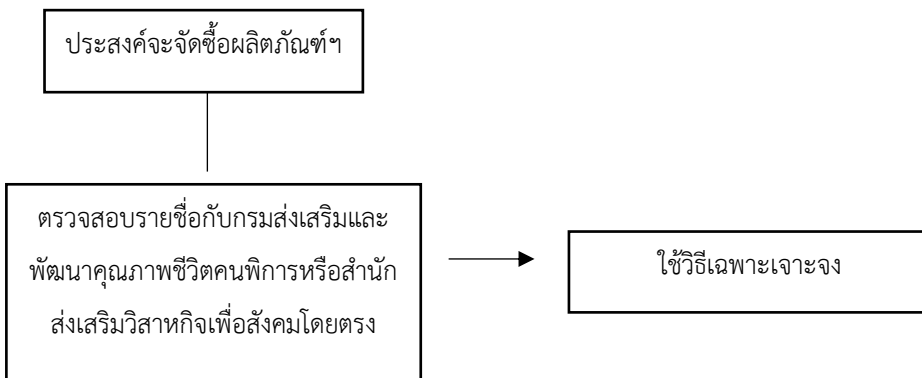 ประสงค์จะจัดซื้อผลิตภัณฑ์ฯ
ตรวจสอบรายชื่อกับกรมส่งเสริมและ
พัฒนาคุณภาพชีวิตคนพิการหรือสำนัก
ส่งเสริมวิสาหกิจเพื่อสังคมโดยตรง
ใช้วิธีเฉพาะเจาะจง